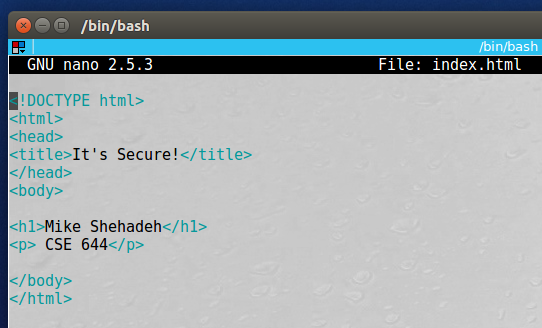 /bin/bash
/bin/bash
GNU nano 2.5.3 File: index.html
<!DOCTYPE html>
<html>
<head>
<title>It's Secure!</title>
</head>
<body>
<h1>Mike Shehadeh</h1>
<p> CSE 644</p>
</body>
</html>